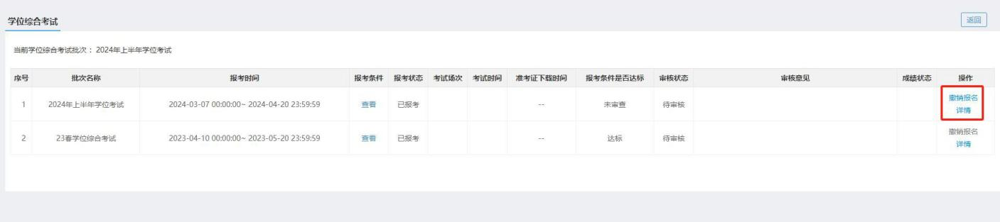 学位综合考试
返回
当前学位综合考试批次： 2024年上半年学位考试
序号 批次名称 报考时间 报考条件 报考状态 考试场次 考试时间 准考证下载时间 报考条件是否达标 审核状态 审核意见 成绩状态 操作
1 2024年上半年学位考试 2024-03-07 00:00:00~ 2024-04-20 23:59:59 查看 已报考 -- 未审查 待审核 撤销报名
详情
2 23春学位综合考试 2023-04-10 00:00:00~ 2023-05-20 23:59:59 查看 已报考 -- 达标 待审核 撤销报名
详情